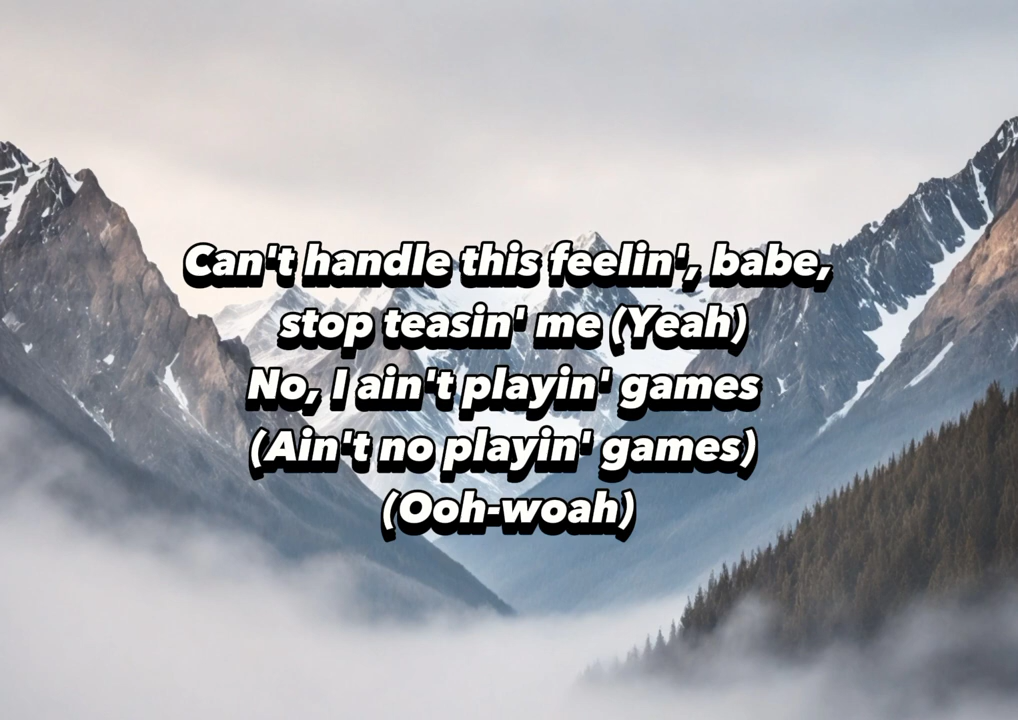 Can't handle this feelin', babe,
stop teasin' me (Yeah)
No, I ain't playin' games
(Ain't no playin' games)
(Ooh-woah)